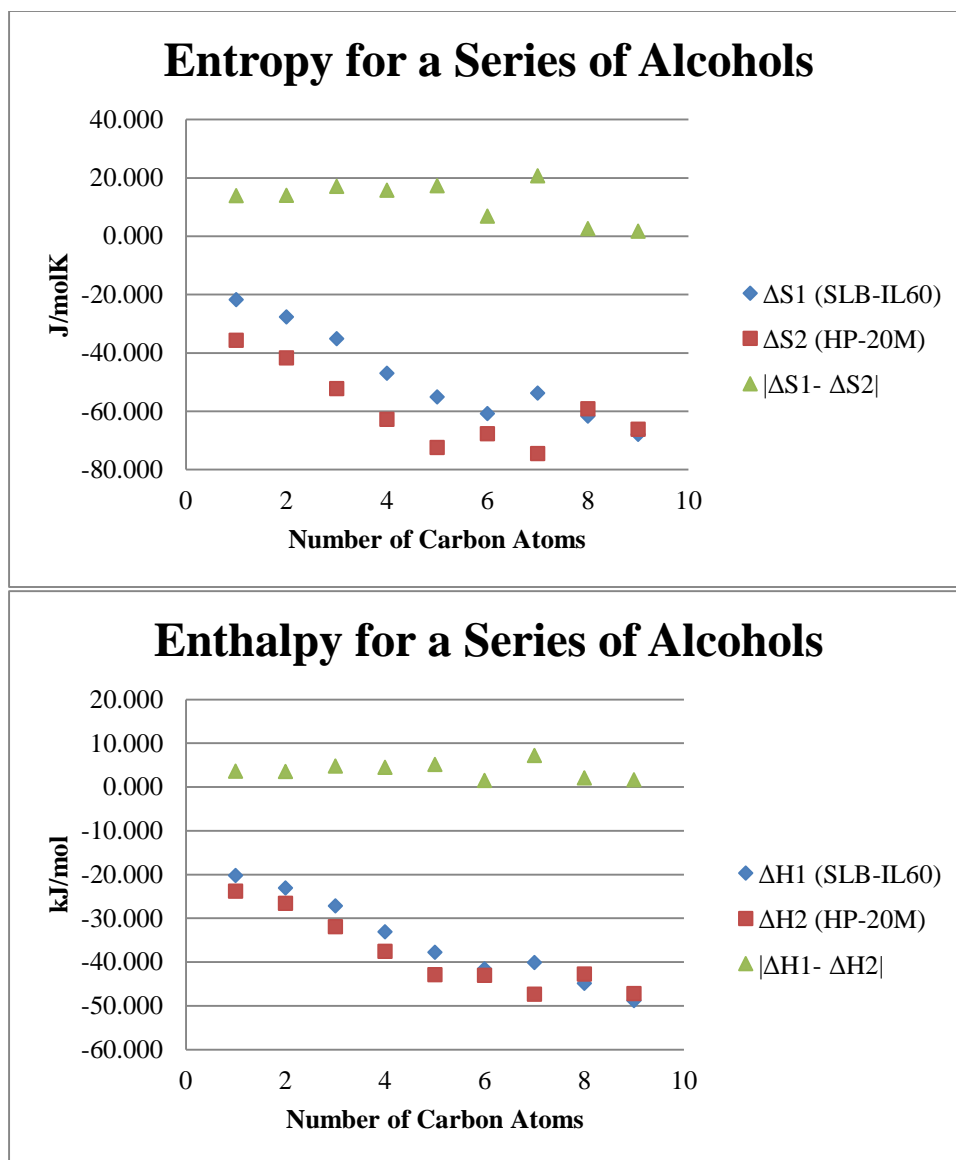 Entropy for a Series of Alcohols
40.000
20.000
0.000
-20.000
-40.000
-60.000
-80.000
J/molK
0 2 4 6 8 10
Number of Carbon Atoms
ΔS1 (SLB-IL60)
ΔS2 (HP-20M)
|ΔS1- ΔS2|
Enthalpy for a Series of Alcohols
20.000
10.000
0.000
-10.000
-20.000
-30.000
-40.000
-50.000
-60.000
kJ/mol
0 2 4 6 8 10
Number of Carbon Atoms
ΔH1 (SLB-IL60)
ΔH2 (HP-20M)
|ΔH1- ΔH2|